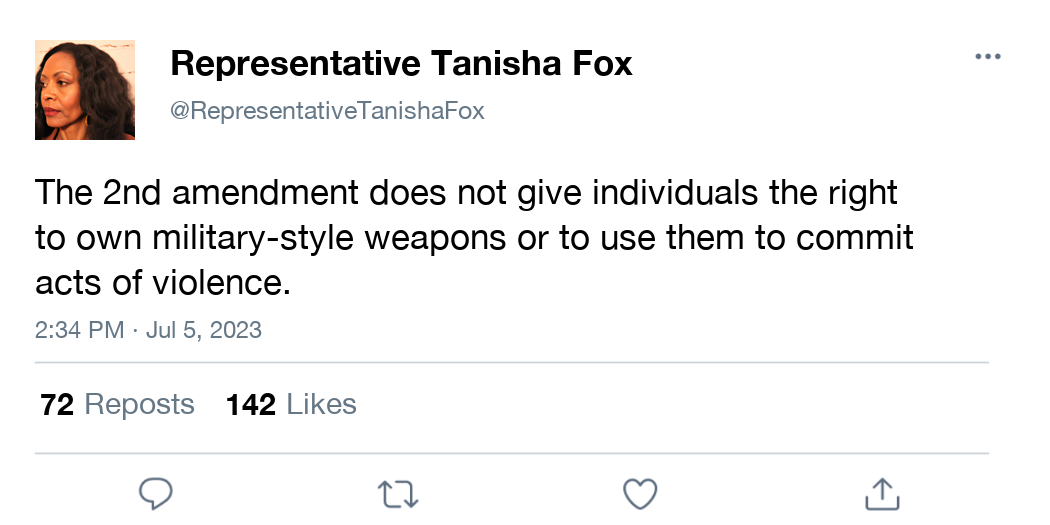 Representative Tanisha Fox
@RepresentativeTanishaFox
The 2nd amendment does not give individuals the right
to own military-style weapons or to use them to commit
acts of violence.
2:34 PM · Jul 5, 2023
72 Reposts 142 Likes